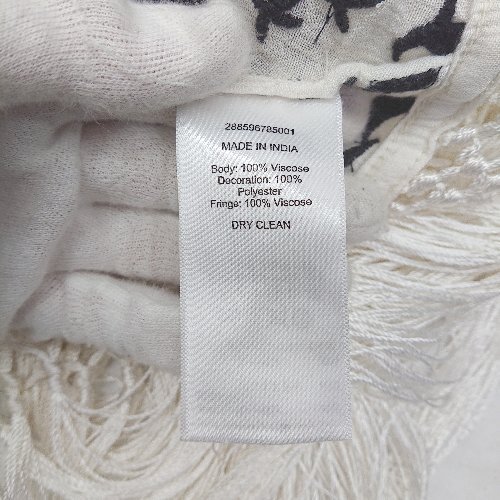 288596785001
MADE IN INDIA
Body: 100% Viscose
Decoration: 100%
Polyester
Fringe: 100% Viscose
DRY CLEAN